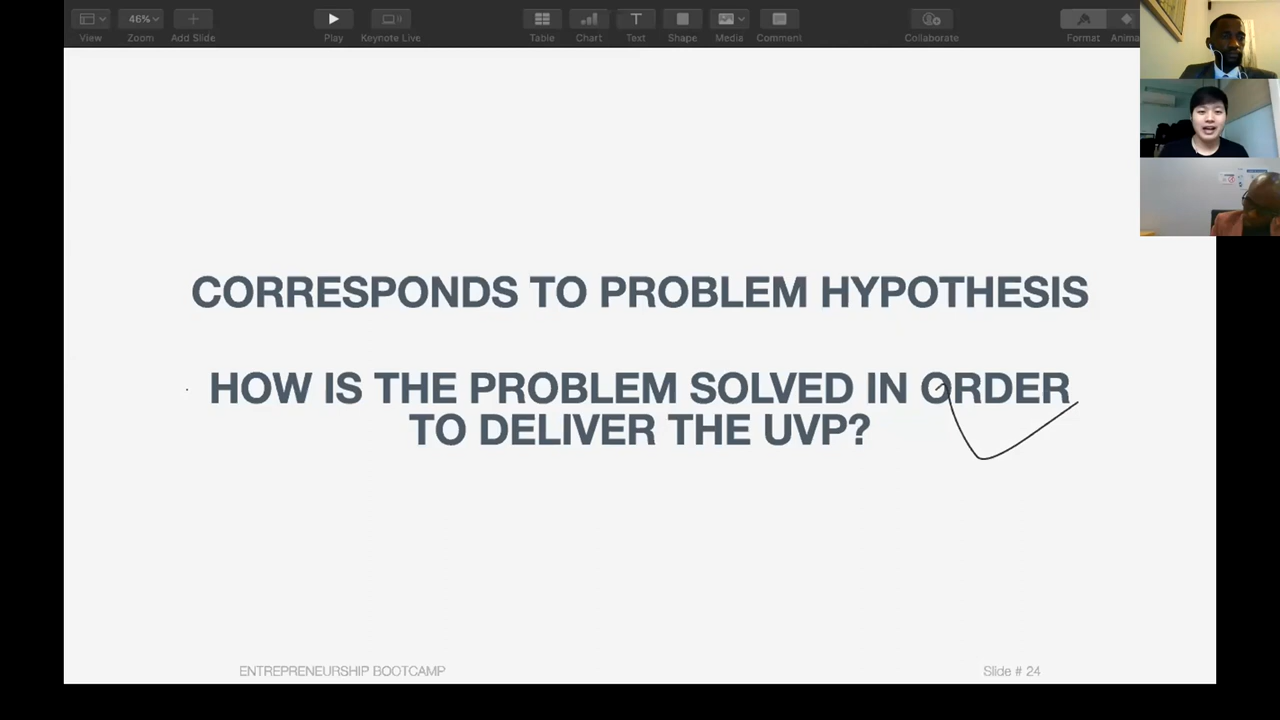 46%
View
Zoom
Add Slide
Play
Keynote Live
Table
Chart
Text
Shape
Media
Comment
Collaborate
Format
CORRESPONDS TO PROBLEM HYPOTHESIS
HOW IS THE PROBLEM SOLVED IN ORDER
TO DELIVER THE UVP?
ENTREPRENEURSHIP BOOTCAMP
Slide # 24